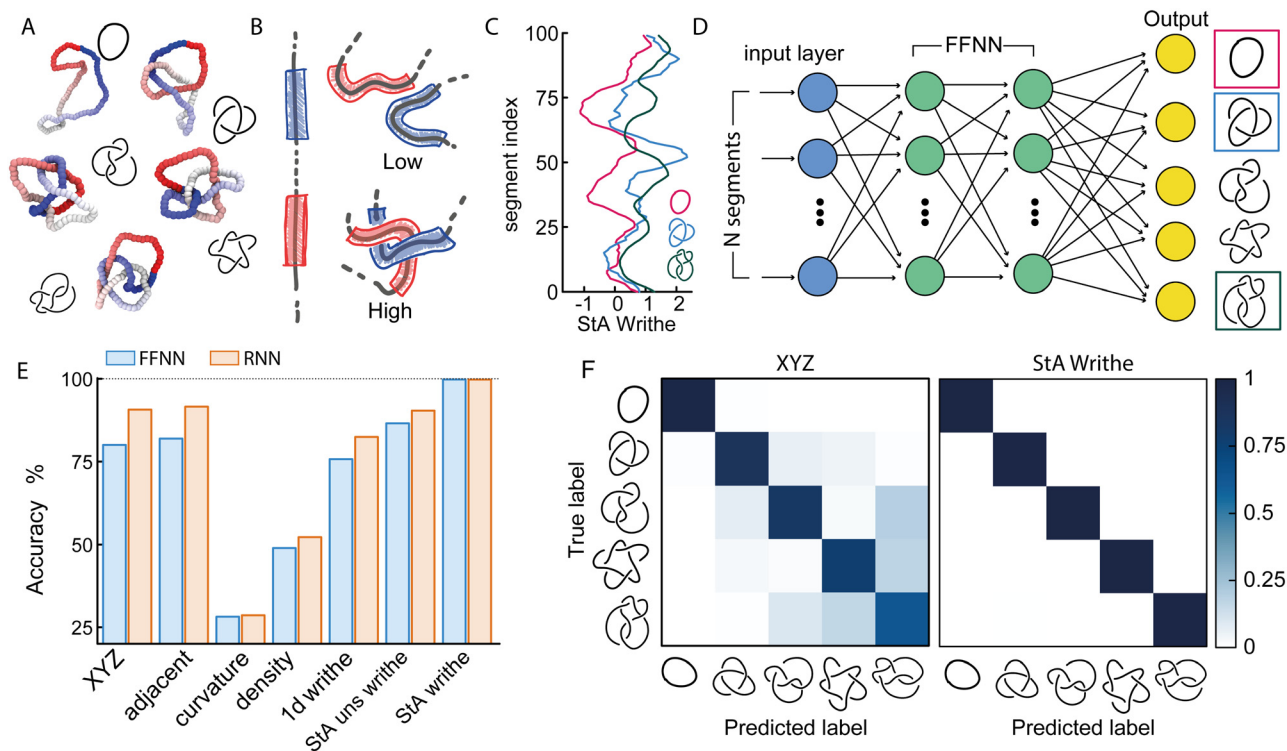 A
B
Low
High
C
segment index
100
75
50
25
0
-1
0
1
2
StA Writhe
D
input layer
FFNN
Output
N segments
E
FFNN
RNN
Accuracy %
100
75
50
25
XYZ
adjacent
curvature
density
1d writhe
StA uns writhe
StA writhe
F
XYZ
StA Writhe
True label
Predicted label
Predicted label
1
0.75
0.5
0.25
0